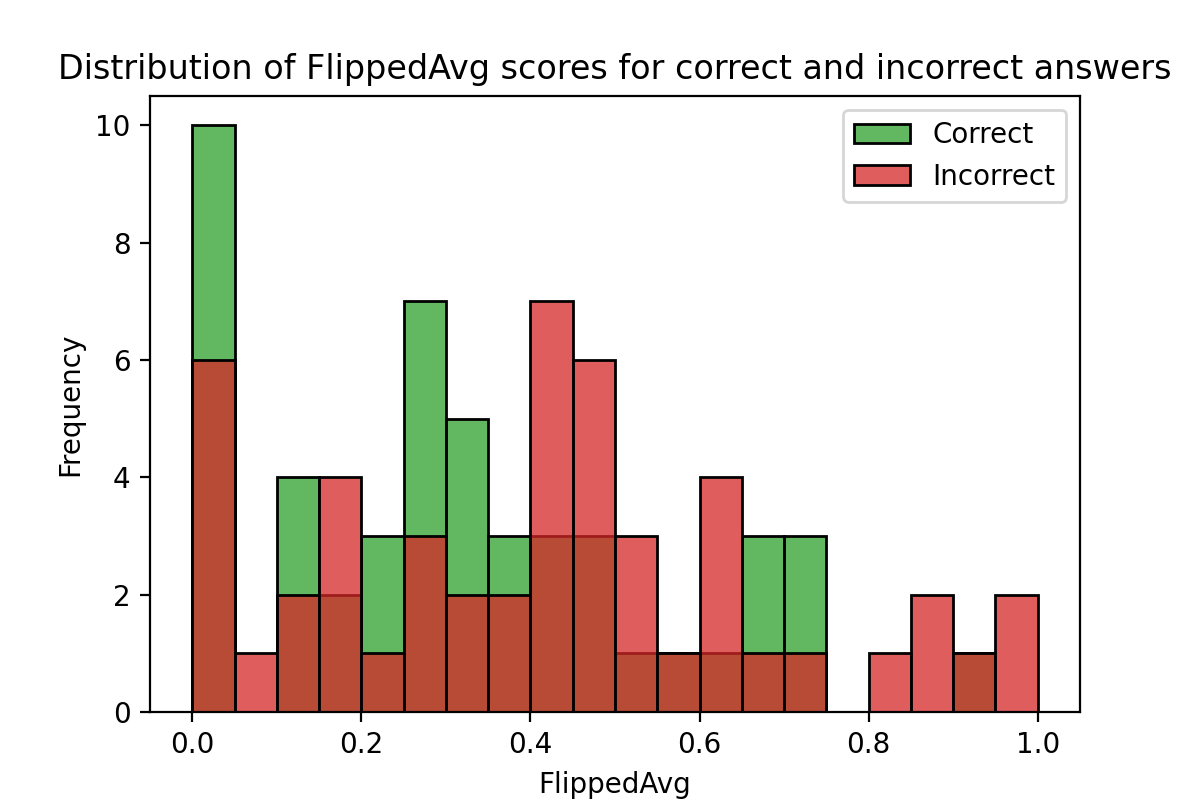 Distribution of FlippedAvg scores for correct and incorrect answers
Correct
Incorrect
10
8
6
4
2
0
Frequency
0.0 0.2 0.4 0.6 0.8 1.0
FlippedAvg